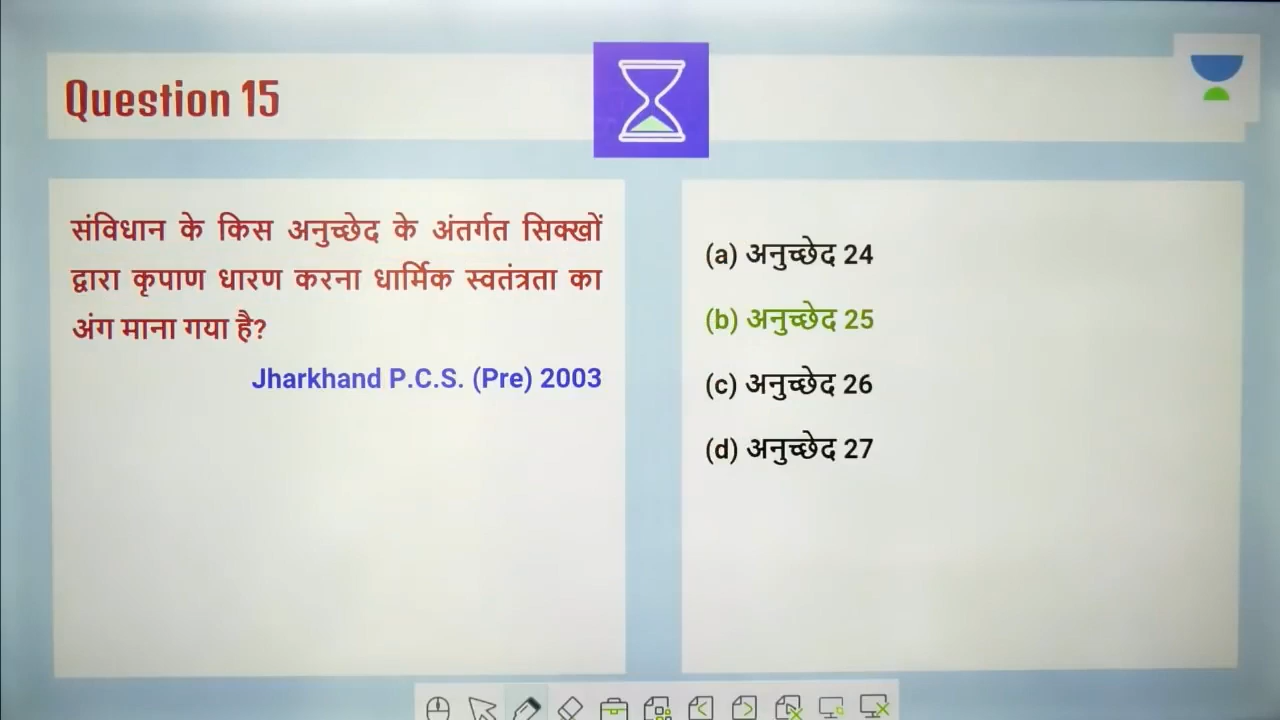 Question 15
संविधान के किस अनुच्छेद के अंतर्गत सिक्खों
द्वारा कृपाण धारण करना धार्मिक स्वतंत्रता का
अंग माना गया है?
Jharkhand P.C.S. (Pre) 2003
(a) अनुच्छेद 24
(b) अनुच्छेद 25
(c) अनुच्छेद 26
(d) अनुच्छेद 27